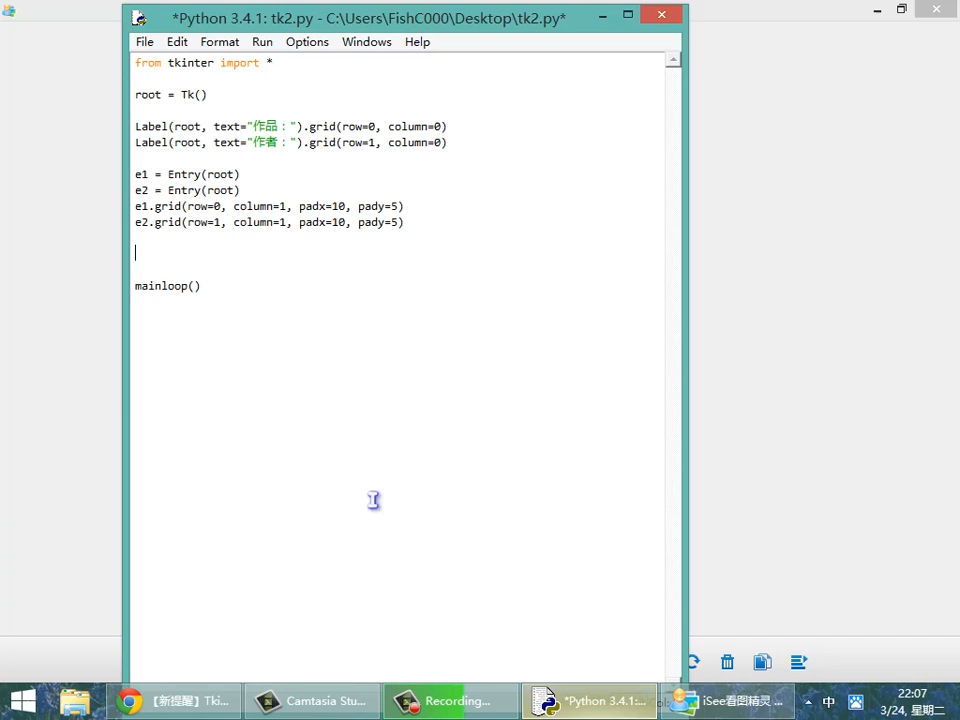 *Python 3.4.1: tk2.py - C:\Users\FishC000\Desktop\tk2.py*
File Edit Format Run Options Windows Help
from tkinter import *
root = Tk()
Label(root, text="作品：").grid(row=0, column=0)
Label(root, text="作者：").grid(row=1, column=0)
e1 = Entry(root)
e2 = Entry(root)
e1.grid(row=0, column=1, padx=10, pady=5)
e2.grid(row=1, column=1, padx=10, pady=5)
mainloop()
【新提醒】Tki... Camtasia Stu... Recording... *Python 3.4.1:... iSee看图精灵 ... 中 22:07
3/24, 星期二